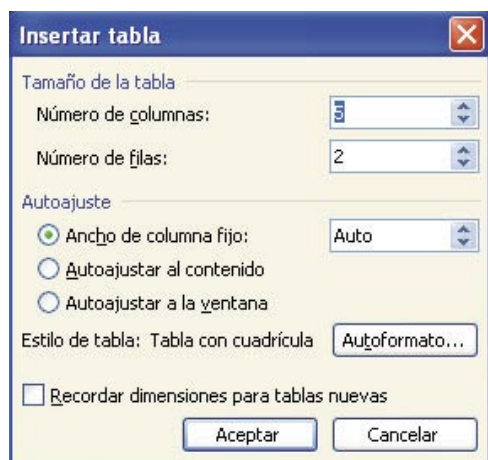 Insertar tabla
Tamaño de la tabla
Número de columnas: 5
Número de filas: 2
Autoajuste
Ancho de columna fijo: Auto
Autoajustar al contenido
Autoajustar a la ventana
Estilo de tabla: Tabla con cuadrícula Autoformato...
Recordar dimensiones para tablas nuevas
Aceptar Cancelar